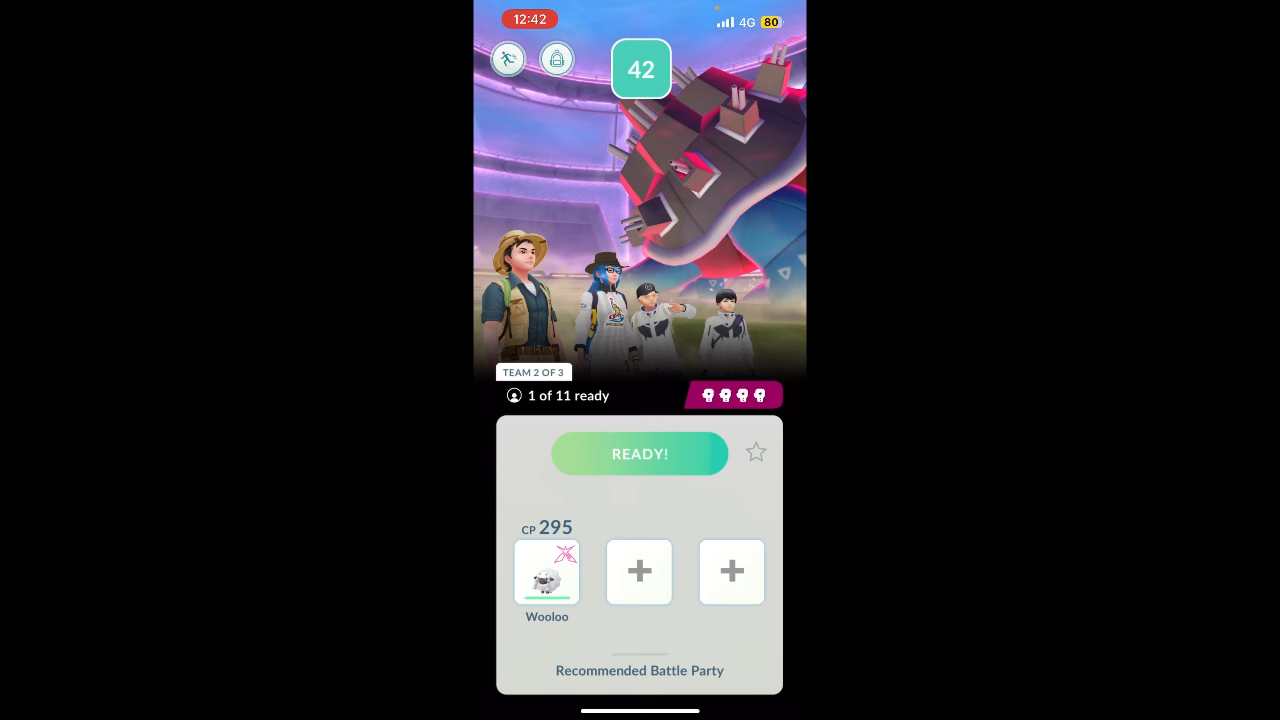 12:42
4G 80
42
TEAM 2 OF 3
1 of 11 ready
READY!
CP 295
Wooloo
Recommended Battle Party